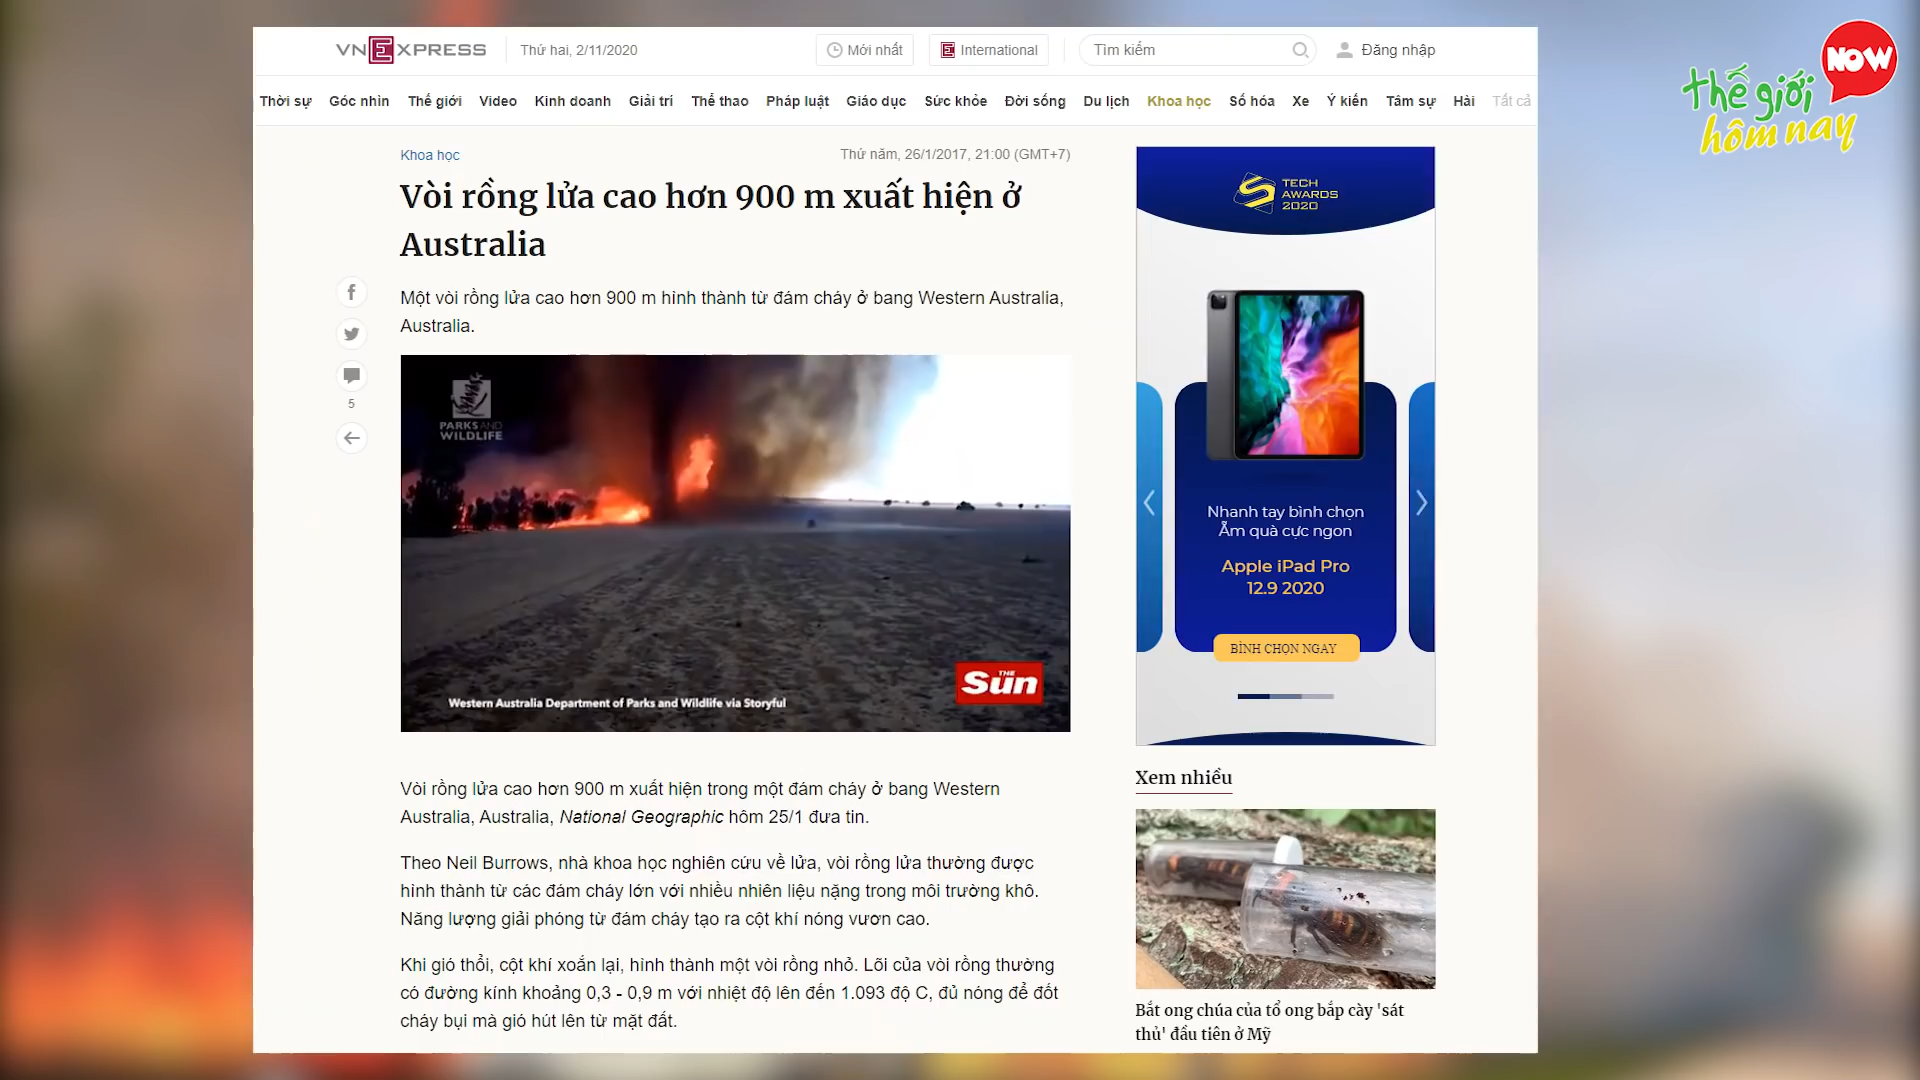 VNEXPRESS
Thứ hai, 2/11/2020
Mới nhất
E International
Tìm kiếm
Đăng nhập
NOW
thế giới
hôm nay
Thời sự Góc nhìn Thế giới Video Kinh doanh Giải trí Thể thao Pháp luật Giáo dục Sức khỏe Đời sống Du lịch Khoa học Số hóa Xe Ý kiến Tâm sự Hài Tất cả
Khoa học
Thứ năm, 26/1/2017, 21:00 (GMT+7)
Vòi rồng lửa cao hơn 900 m xuất hiện ở
Australia
Một vòi rồng lửa cao hơn 900 m hình thành từ đám cháy ở bang Western Australia,
Australia.
5
PARKS AND
WILDLIFE
THE
Sun
Western Australia Department of Parks and Wildlife via Storyful
Vòi rồng lửa cao hơn 900 m xuất hiện trong một đám cháy ở bang Western
Australia, Australia, National Geographic hôm 25/1 đưa tin.
Theo Neil Burrows, nhà khoa học nghiên cứu về lửa, vòi rồng lửa thường được
hình thành từ các đám cháy lớn với nhiều nhiên liệu nặng trong môi trường khô.
Năng lượng giải phóng từ đám cháy tạo ra cột khí nóng vươn cao.
Khi gió thổi, cột khí xoắn lại, hình thành một vòi rồng nhỏ. Lõi của vòi rồng thường
có đường kính khoảng 0,3 - 0,9 m với nhiệt độ lên đến 1.093 độ C, đủ nóng để đốt
cháy bụi mà gió hút lên từ mặt đất.
TECH
AWARDS
2020
Nhanh tay bình chọn
Ẵm quà cực ngon
Apple iPad Pro
12.9 2020
BÌNH CHỌN NGAY
Xem nhiều
Bắt ong chúa của tổ ong bắp cày 'sát
thủ' đầu tiên ở Mỹ